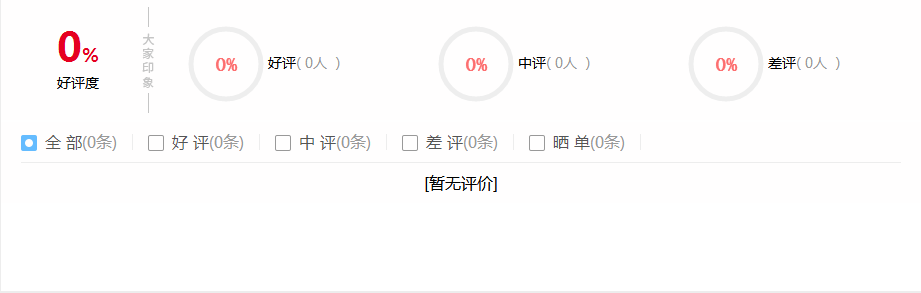 0%
好评度
大家印象
0% 好评( 0人 )
0% 中评( 0人 )
0% 差评( 0人 )
全 部(0条) 好 评(0条) 中 评(0条) 差 评(0条) 晒 单(0条)
[暂无评价]